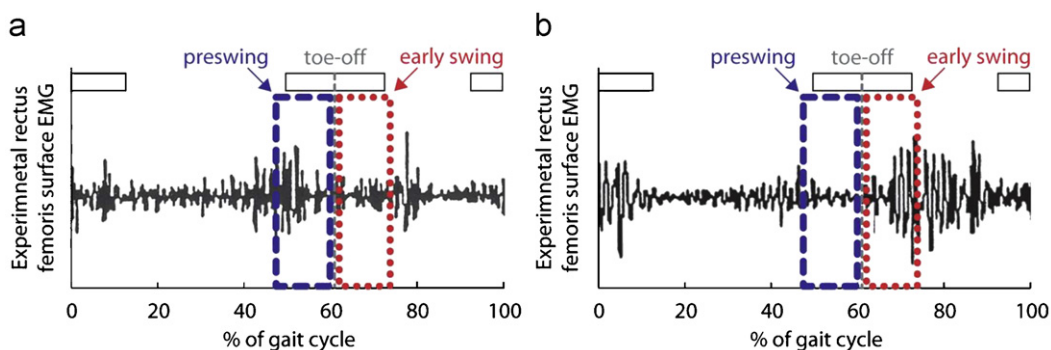 a
toe-off
preswing
early swing
Experimnetal rectus
femoris surface EMG
0
20
40
60
80
100
% of gait cycle
b
toe-off
preswing
early swing
Experimnetal rectus
femoris surface EMG
0
20
40
60
80
100
% of gait cycle